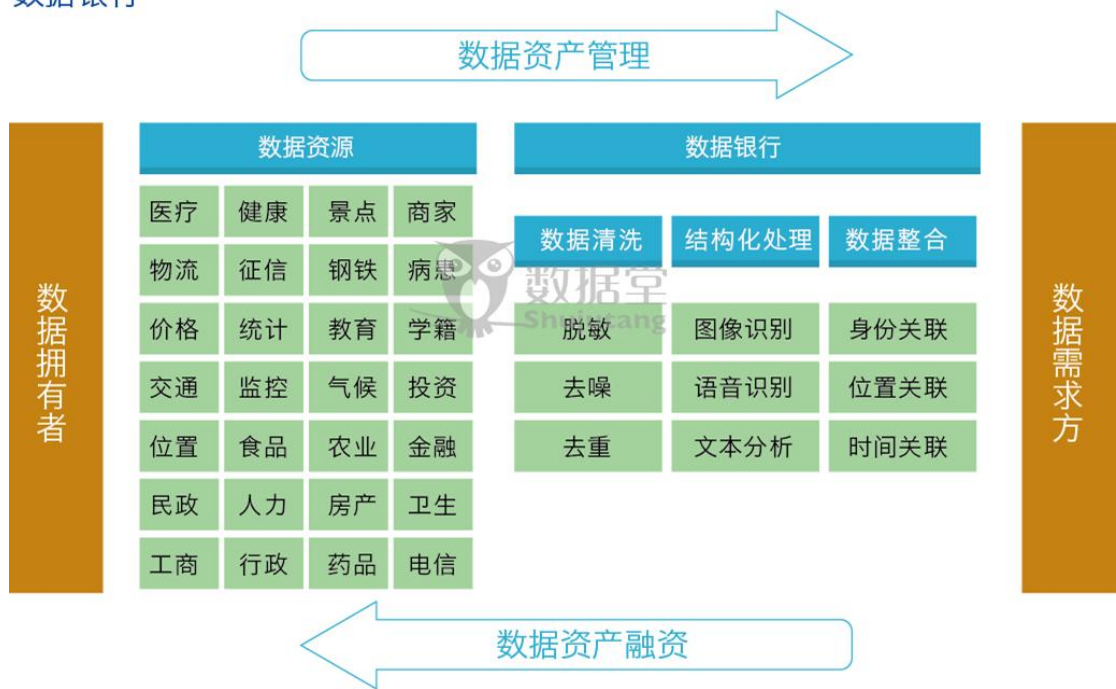 数据银行
数据资产管理
数据拥有者
数据资源
医疗 健康 景点 商家
物流 征信 钢铁 病患
价格 统计 教育 学籍
交通 监控 气候 投资
位置 食品 农业 金融
民政 人力 房产 卫生
工商 行政 药品 电信
数据银行
数据清洗 结构化处理 数据整合
脱敏 图像识别 身份关联
去噪 语音识别 位置关联
去重 文本分析 时间关联
数据堂
Shujutang
数据需求方
数据资产融资